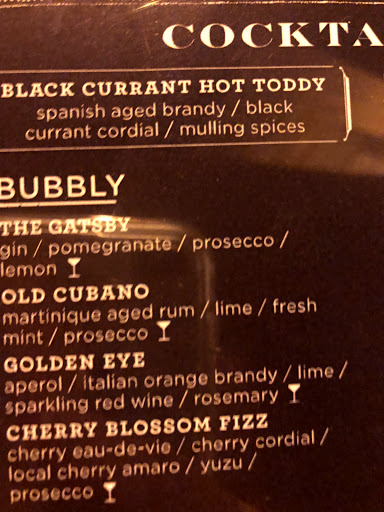 COCKTA
BLACK CURRANT HOT TODDY
spanish aged brandy / black
currant cordial / mulling spices
BUBBLY
THE GATSBY
gin / pomegranate / prosecco /
lemon
OLD CUBANO
martinique aged rum / lime / fresh
mint / prosecco
GOLDEN EYE
aperol / italian orange brandy / lime /
sparkling red wine / rosemary
CHERRY BLOSSOM FIZZ
cherry eau-de-vie / cherry cordial /
local cherry amaro / yuzu /
prosecco